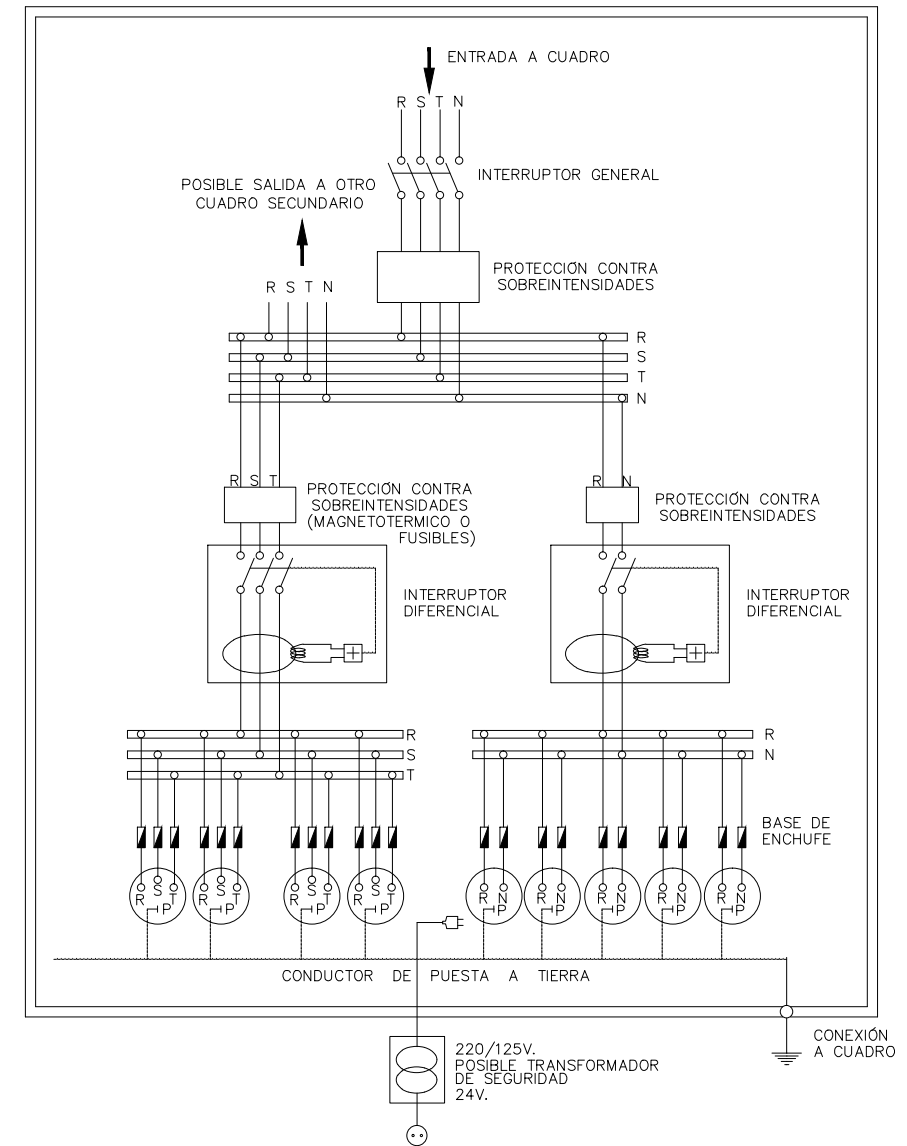 ENTRADA A CUADRO
R S T N
INTERRUPTOR GENERAL
POSIBLE SALIDA A OTRO
CUADRO SECUNDARIO
PROTECCIÓN CONTRA
SOBREINTENSIDADES
R S T N
R
S
T
N
R S T
PROTECCIÓN CONTRA
SOBREINTENSIDADES
(MAGNETOTERMICO O
FUSIBLES)
R N
PROTECCIÓN CONTRA
SOBREINTENSIDADES
INTERRUPTOR
DIFERENCIAL
INTERRUPTOR
DIFERENCIAL
R
S
T
R
N
BASE DE
ENCHUFE
R S T P
R S T P
R S T P
R S T P
R N P
R N P
R N P
R N P
R N P
CONDUCTOR DE PUESTA A TIERRA
CONEXIÓN
A CUADRO
220/125V.
POSIBLE TRANSFORMADOR
DE SEGURIDAD
24V.